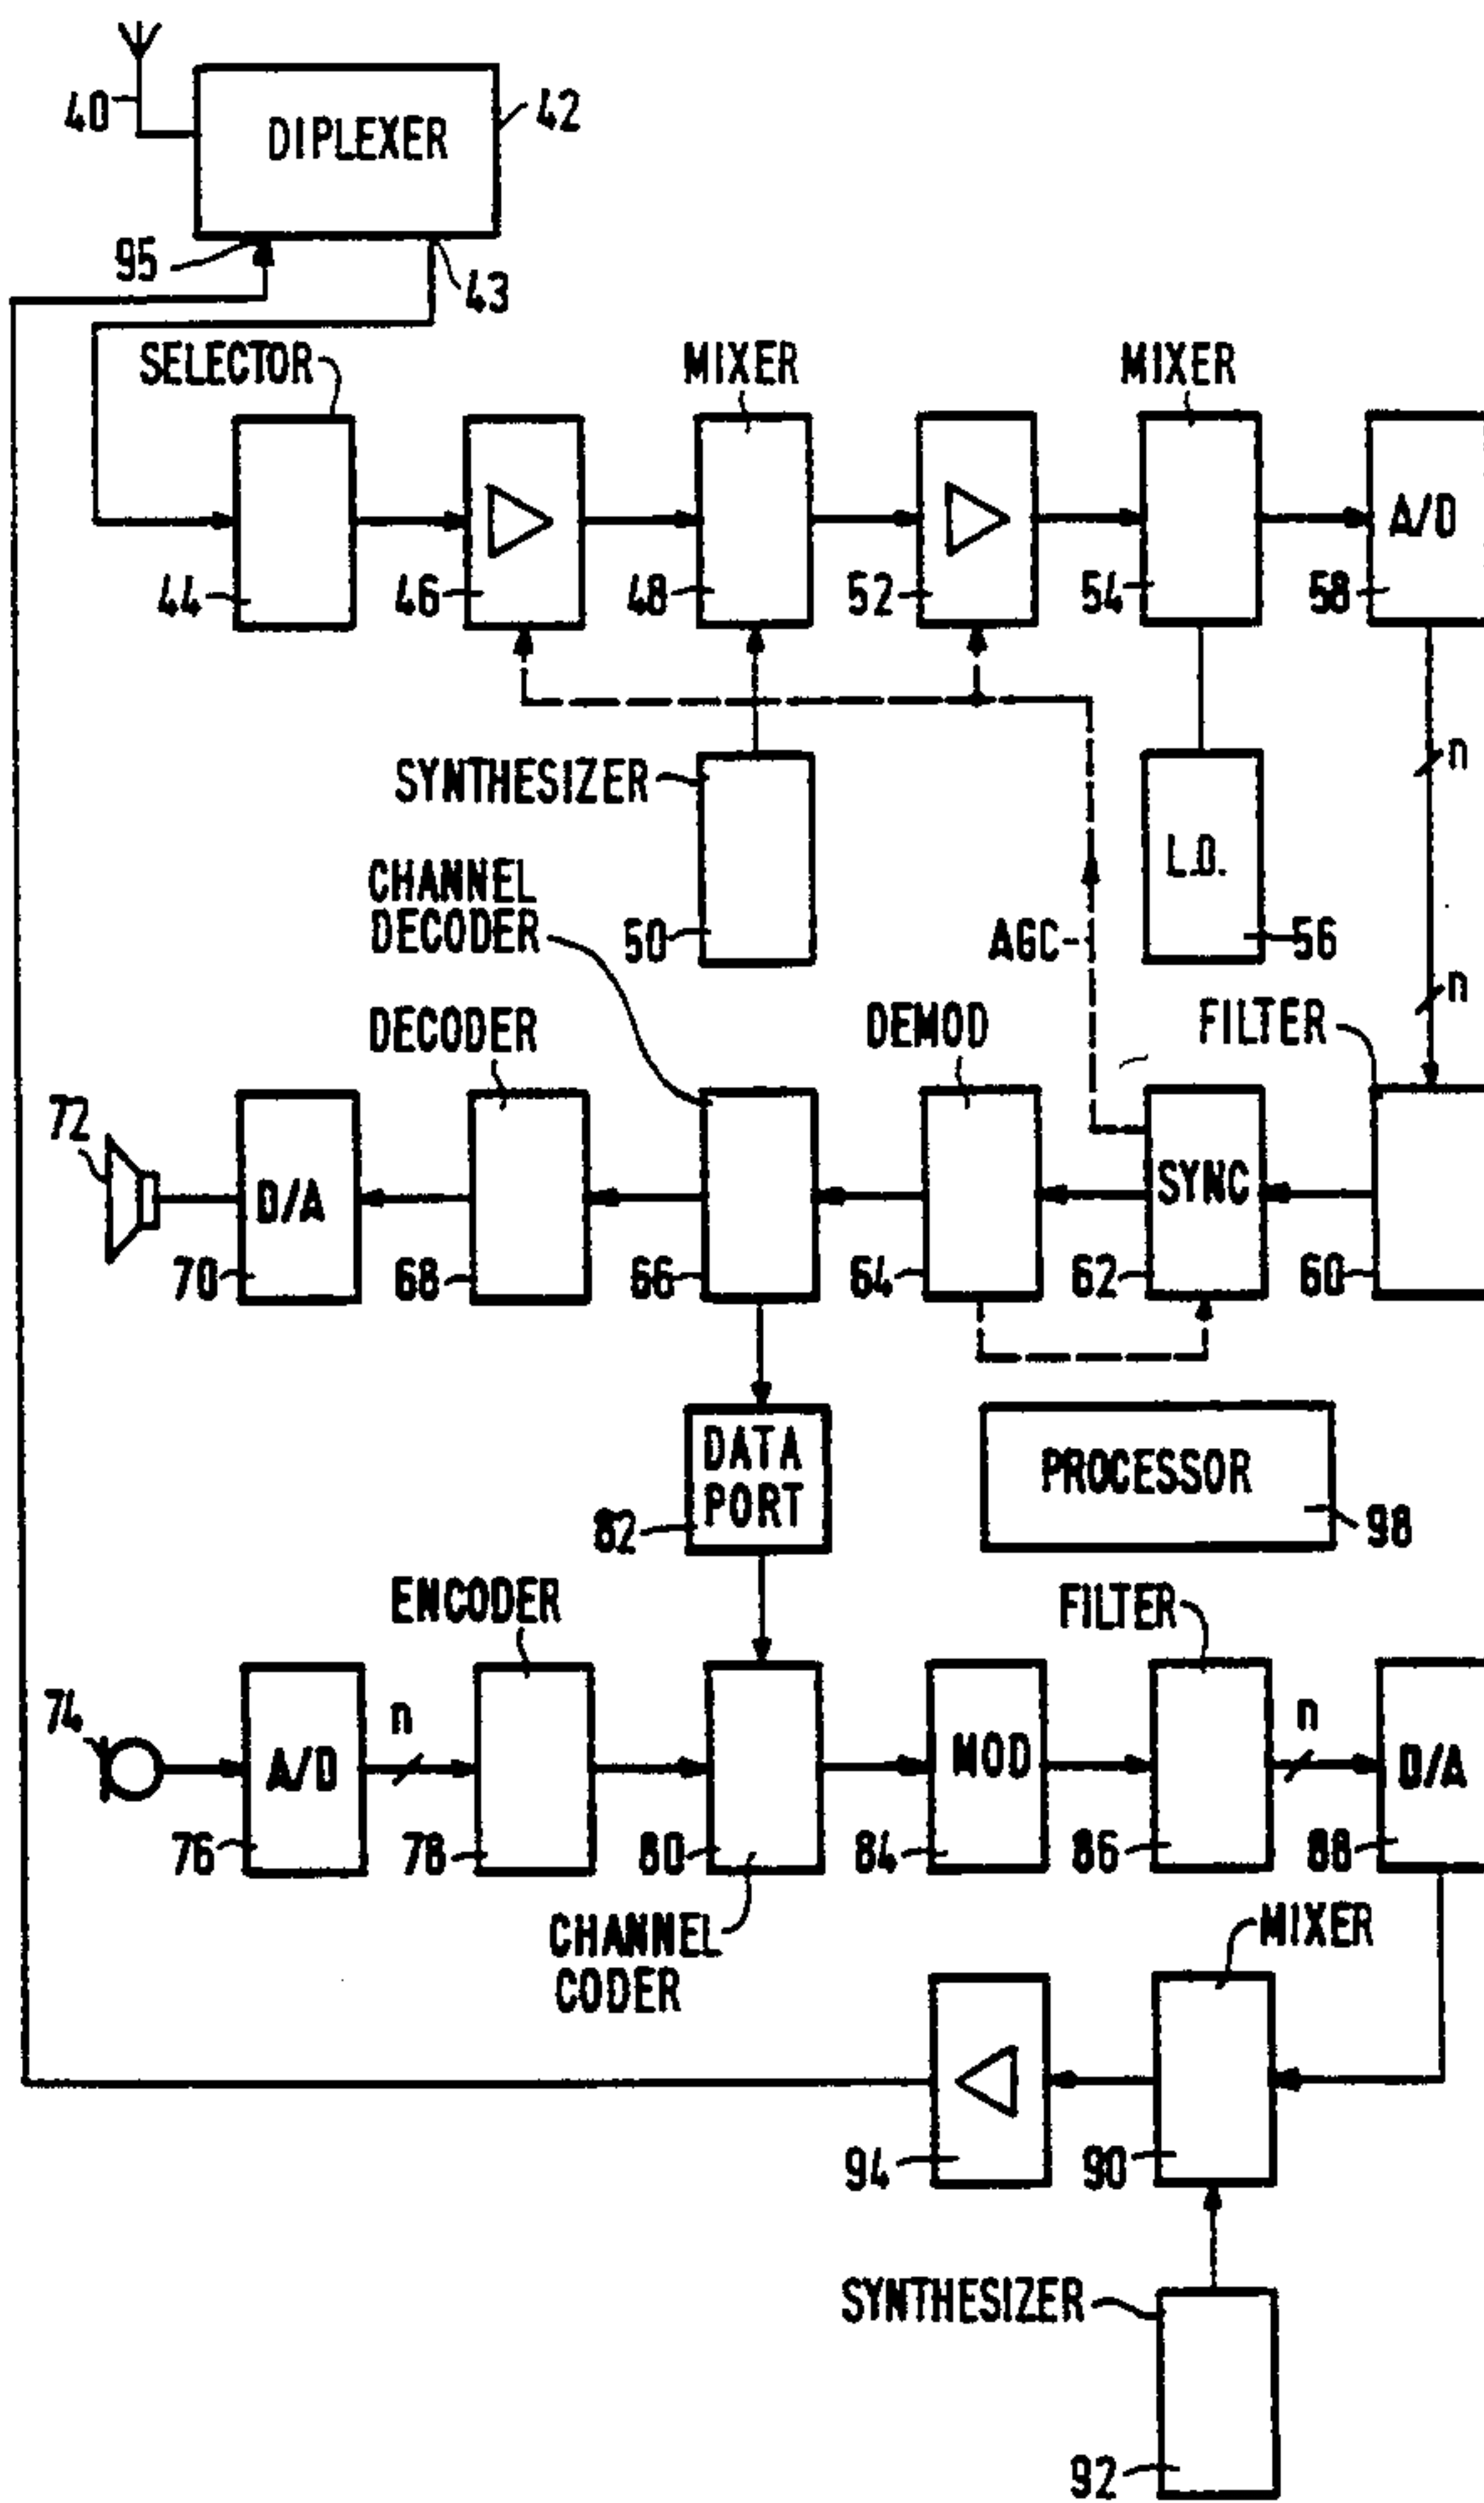 40
DIPLEXER
42
95
43
SELECTOR
MIXER
MIXER
A/D
44
46
48
52
54
58
n
SYNTHESIZER
L.O.
CHANNEL
DECODER
50
AGC
56
n
DECODER
DEMOD
FILTER
72
D/A
SYNC
70
68
66
64
62
60
DATA
PORT
PROCESSOR
82
98
ENCODER
FILTER
74
n
n
A/D
MOD
D/A
76
78
80
84
86
88
CHANNEL
CODER
MIXER
94
90
SYNTHESIZER
92